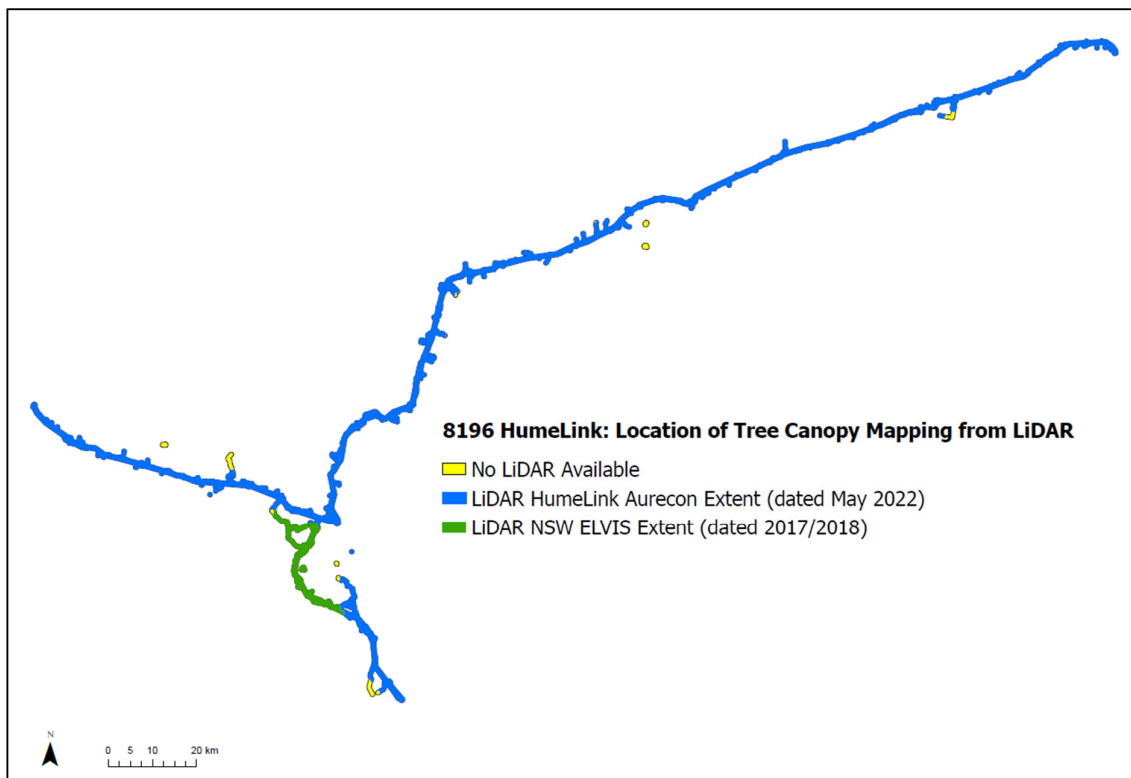 8196 HumeLink: Location of Tree Canopy Mapping from LiDAR
No LiDAR Available
LiDAR HumeLink Aurecon Extent (dated May 2022)
LiDAR NSW ELVIS Extent (dated 2017/2018)
N
0 5 10 20 km